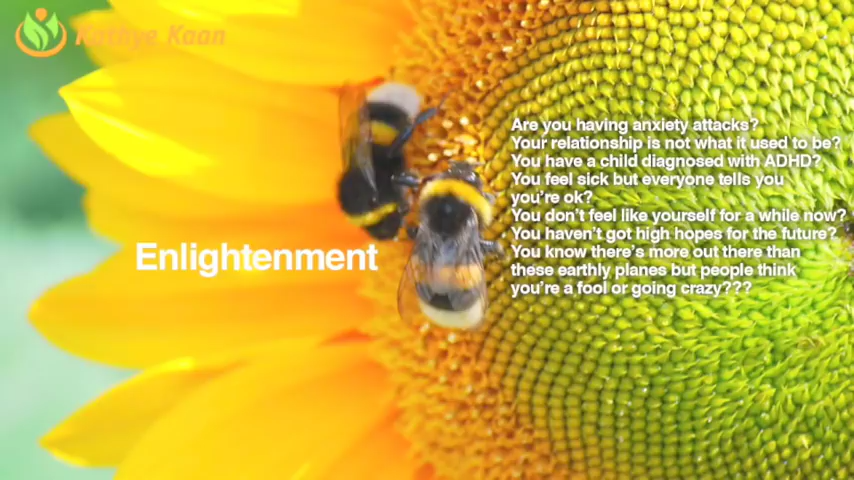 Kathye Kaan
Enlightenment
Are you having anxiety attacks?
Your relationship is not what it used to be?
You have a child diagnosed with ADHD?
You feel sick but everyone tells you
you're ok?
You don't feel like yourself for a while now?
You haven't got high hopes for the future?
You know there's more out there than
these earthly planes but people think
you're a fool or going crazy???